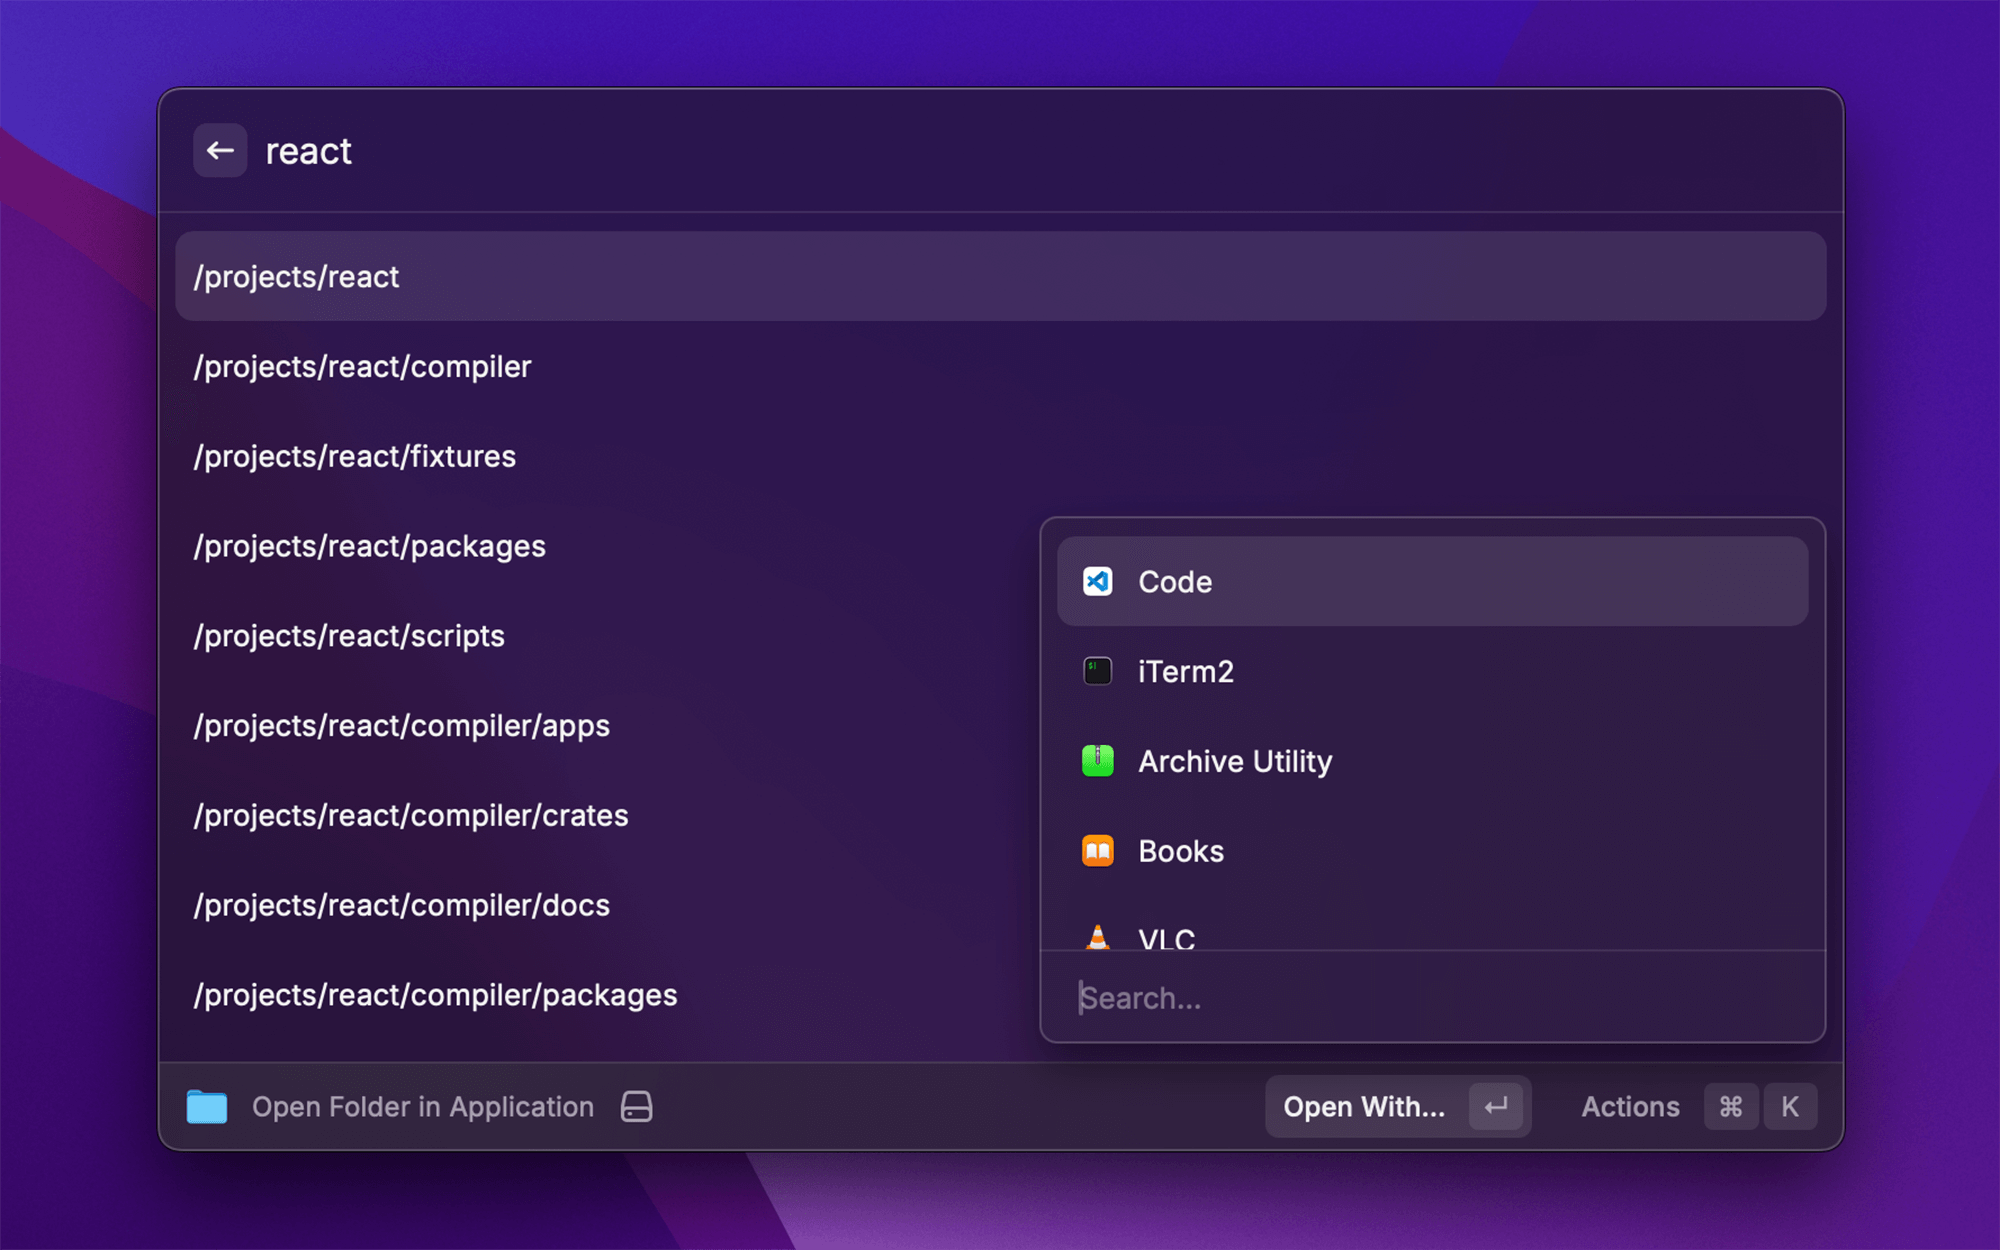 react
/projects/react
/projects/react/compiler
/projects/react/fixtures
/projects/react/packages
/projects/react/scripts
/projects/react/compiler/apps
/projects/react/compiler/crates
/projects/react/compiler/docs
/projects/react/compiler/packages
Code
iTerm2
Archive Utility
Books
VLC
Search...
Open Folder in Application
Open With... ↵
Actions ⌘ K